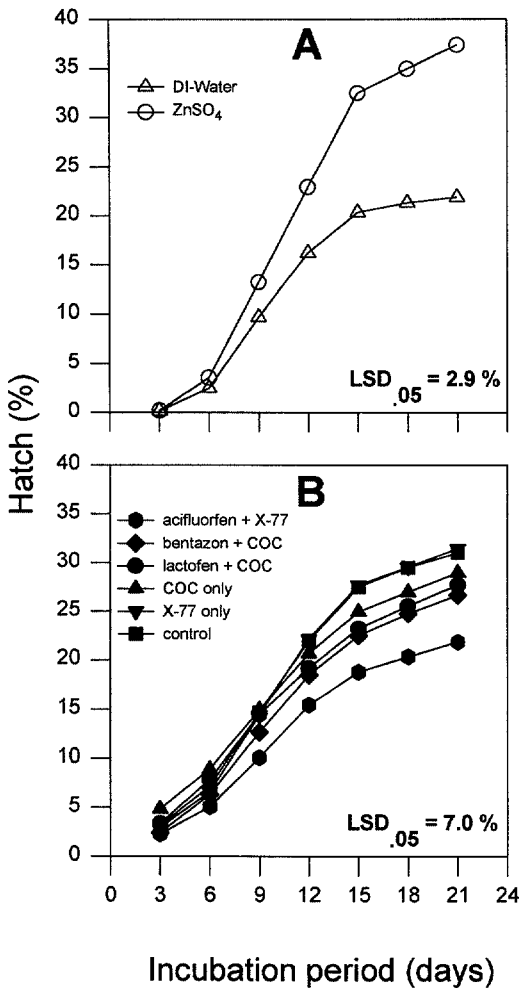 40
A
35
DI-Water
ZnSO4
30
25
20
15
10
5
LSD.05 = 2.9 %
0
Hatch (%)
40
B
35
acifluorfen + X-77
bentazon + COC
30
lactofen + COC
COC only
25
X-77 only
control
20
15
10
5
LSD.05 = 7.0 %
0
0 3 6 9 12 15 18 21 24
Incubation period (days)